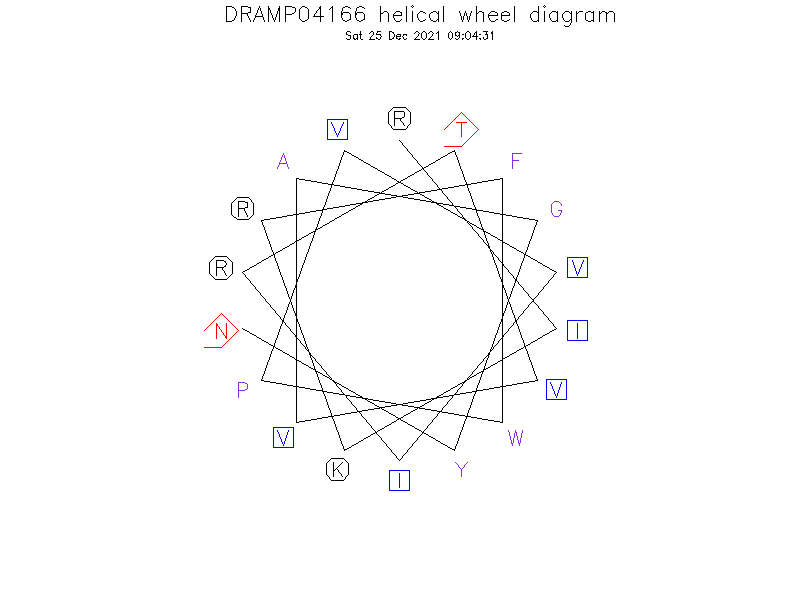 DRAMP04166 helical wheel diagram
Sat 25 Dec 2021 09:04:31
R
V T
A F
R G
R V
N I
P V
V W
K Y
I